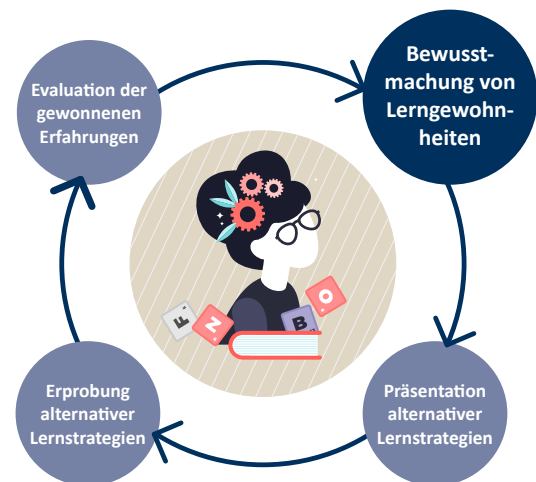 Bewusst-
machung von
Lerngewohn-
heiten
Präsentation
alternativer
Lernstrategien
Erprobung
alternativer
Lernstrategien
Evaluation der
gewonnenen
Erfahrungen
F
N
B
O